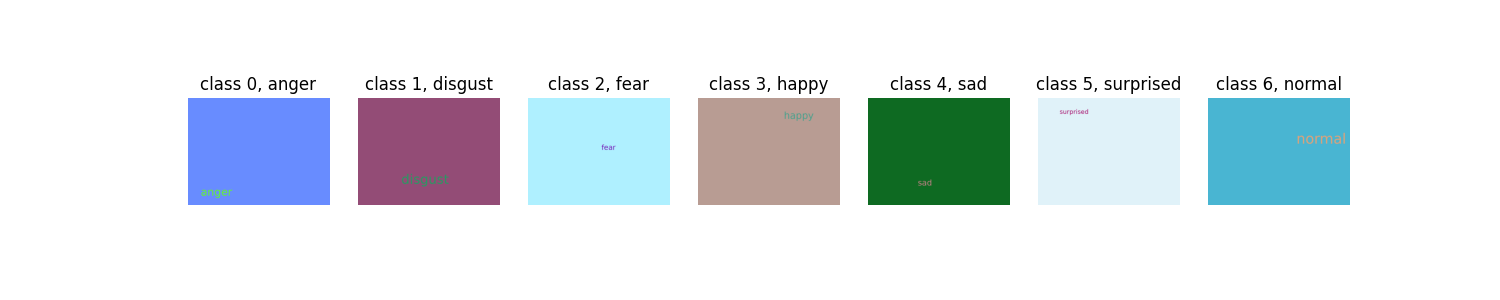 class 0, anger
class 1, disgust
class 2, fear
class 3, happy
class 4, sad
class 5, surprised
class 6, normal
anger
disgust
fear
happy
sad
surprised
normal